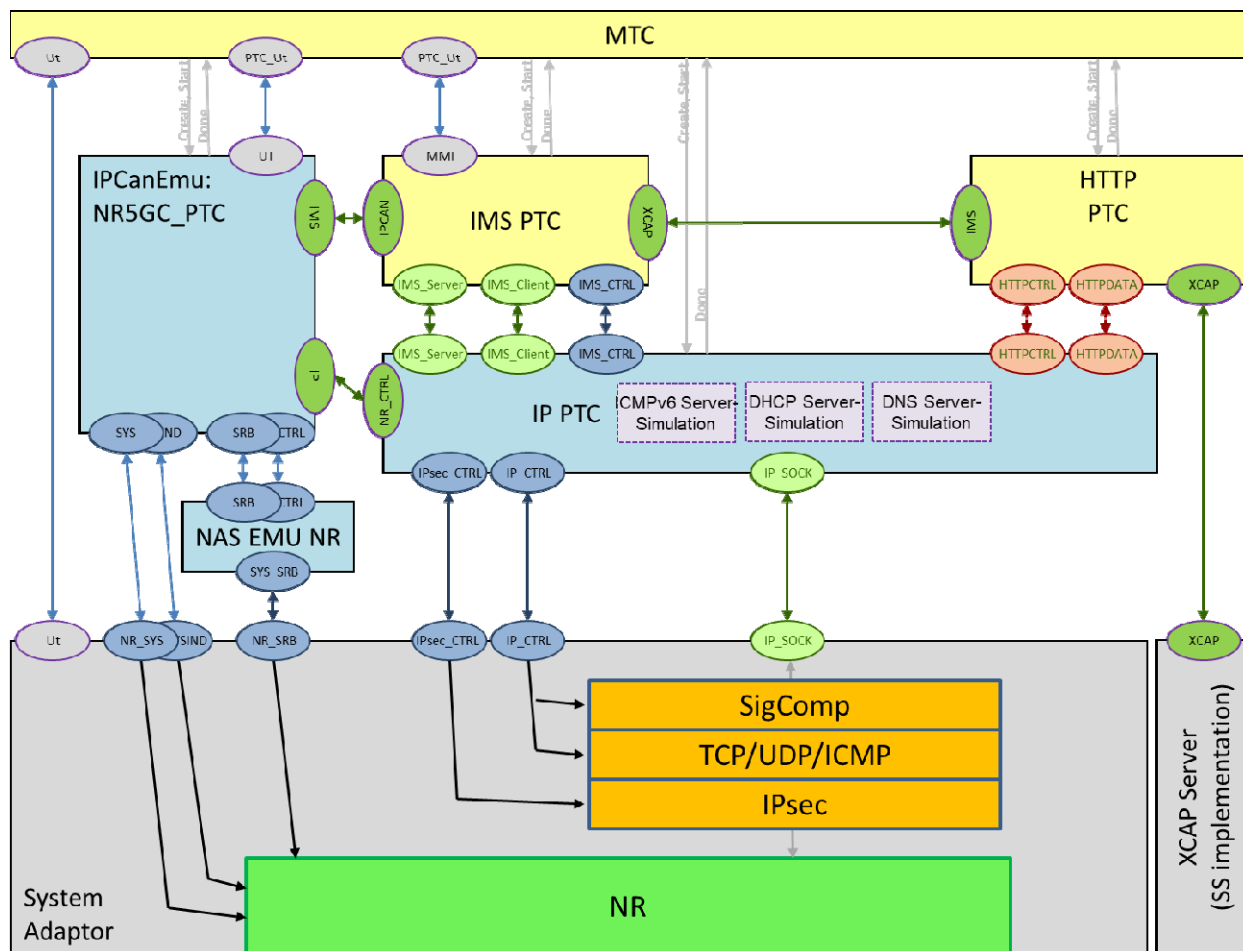 MTC
Ut
PTC_Ut
PTC_Ut
Create, Start
Done
Create, Start
Done
Create, Start
Done
Create, Start
Done
UT
MMI
IPCanEmu:
NR5GC_PTC
IMS
IPCAN
IMS PTC
XCAP
IMS
HTTP
PTC
IMS_Server
IMS_Client
IMS_CTRL
HTTPCTRL
HTTPDATA
XCAP
IMS_Server
IMS_Client
IMS_CTRL
HTTPCTRL
HTTPDATA
IP
NR_CTRL
IP PTC
ICMPv6 Server-
Simulation
DHCP Server-
Simulation
DNS Server-
Simulation
SYS
IND
SRB
CTRL
IPsec_CTRL
IP_CTRL
IP_SOCK
SRB
CTRL
NAS EMU NR
SYS_SRB
Ut
NR_SYS
YSIND
NR_SRB
IPsec_CTRL
IP_CTRL
IP_SOCK
XCAP
SigComp
TCP/UDP/ICMP
IPsec
XCAP Server
(SS implementation)
System
Adaptor
NR